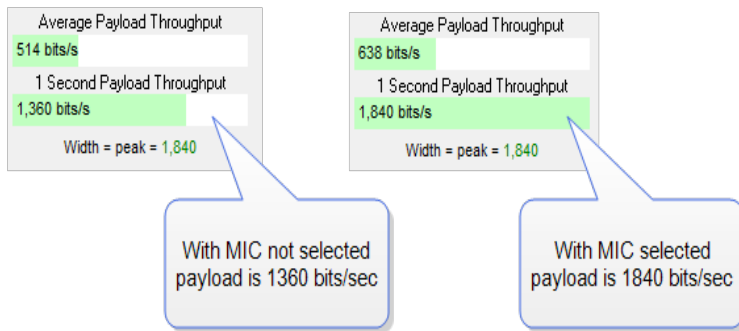 Average Payload Throughput
514 bits/s
1 Second Payload Throughput
1,360 bits/s
Width = peak = 1,840
With MIC not selected
payload is 1360 bits/sec
Average Payload Throughput
638 bits/s
1 Second Payload Throughput
1,840 bits/s
Width = peak = 1,840
With MIC selected
payload is 1840 bits/sec